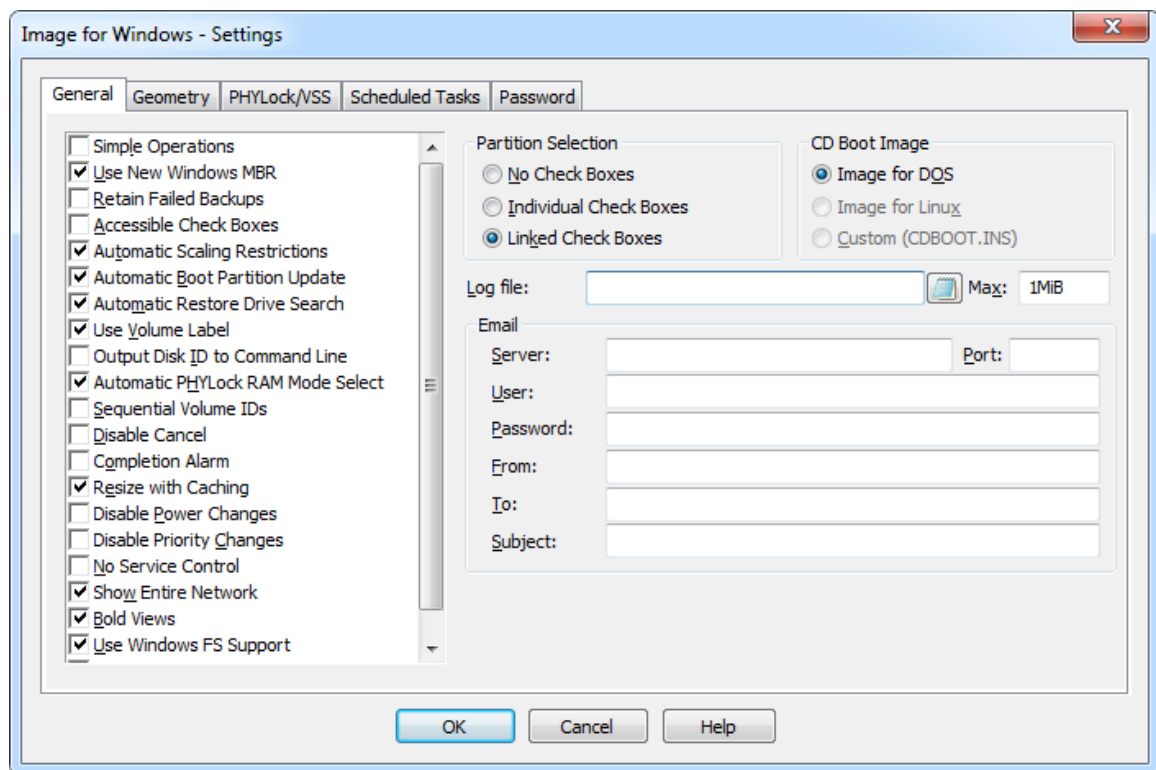 Image for Windows - Settings
General Geometry PHYLock/VSS Scheduled Tasks Password
Simple Operations
Use New Windows MBR
Retain Failed Backups
Accessible Check Boxes
Automatic Scaling Restrictions
Automatic Boot Partition Update
Automatic Restore Drive Search
Use Volume Label
Output Disk ID to Command Line
Automatic PHYLock RAM Mode Select
Sequential Volume IDs
Disable Cancel
Completion Alarm
Resize with Caching
Disable Power Changes
Disable Priority Changes
No Service Control
Show Entire Network
Bold Views
Use Windows FS Support
Partition Selection
No Check Boxes
Individual Check Boxes
Linked Check Boxes
CD Boot Image
Image for DOS
Image for Linux
Custom (CDBOOT.INS)
Log file: Max: 1MiB
Email
Server: Port:
User:
Password:
From:
To:
Subject:
OK Cancel Help